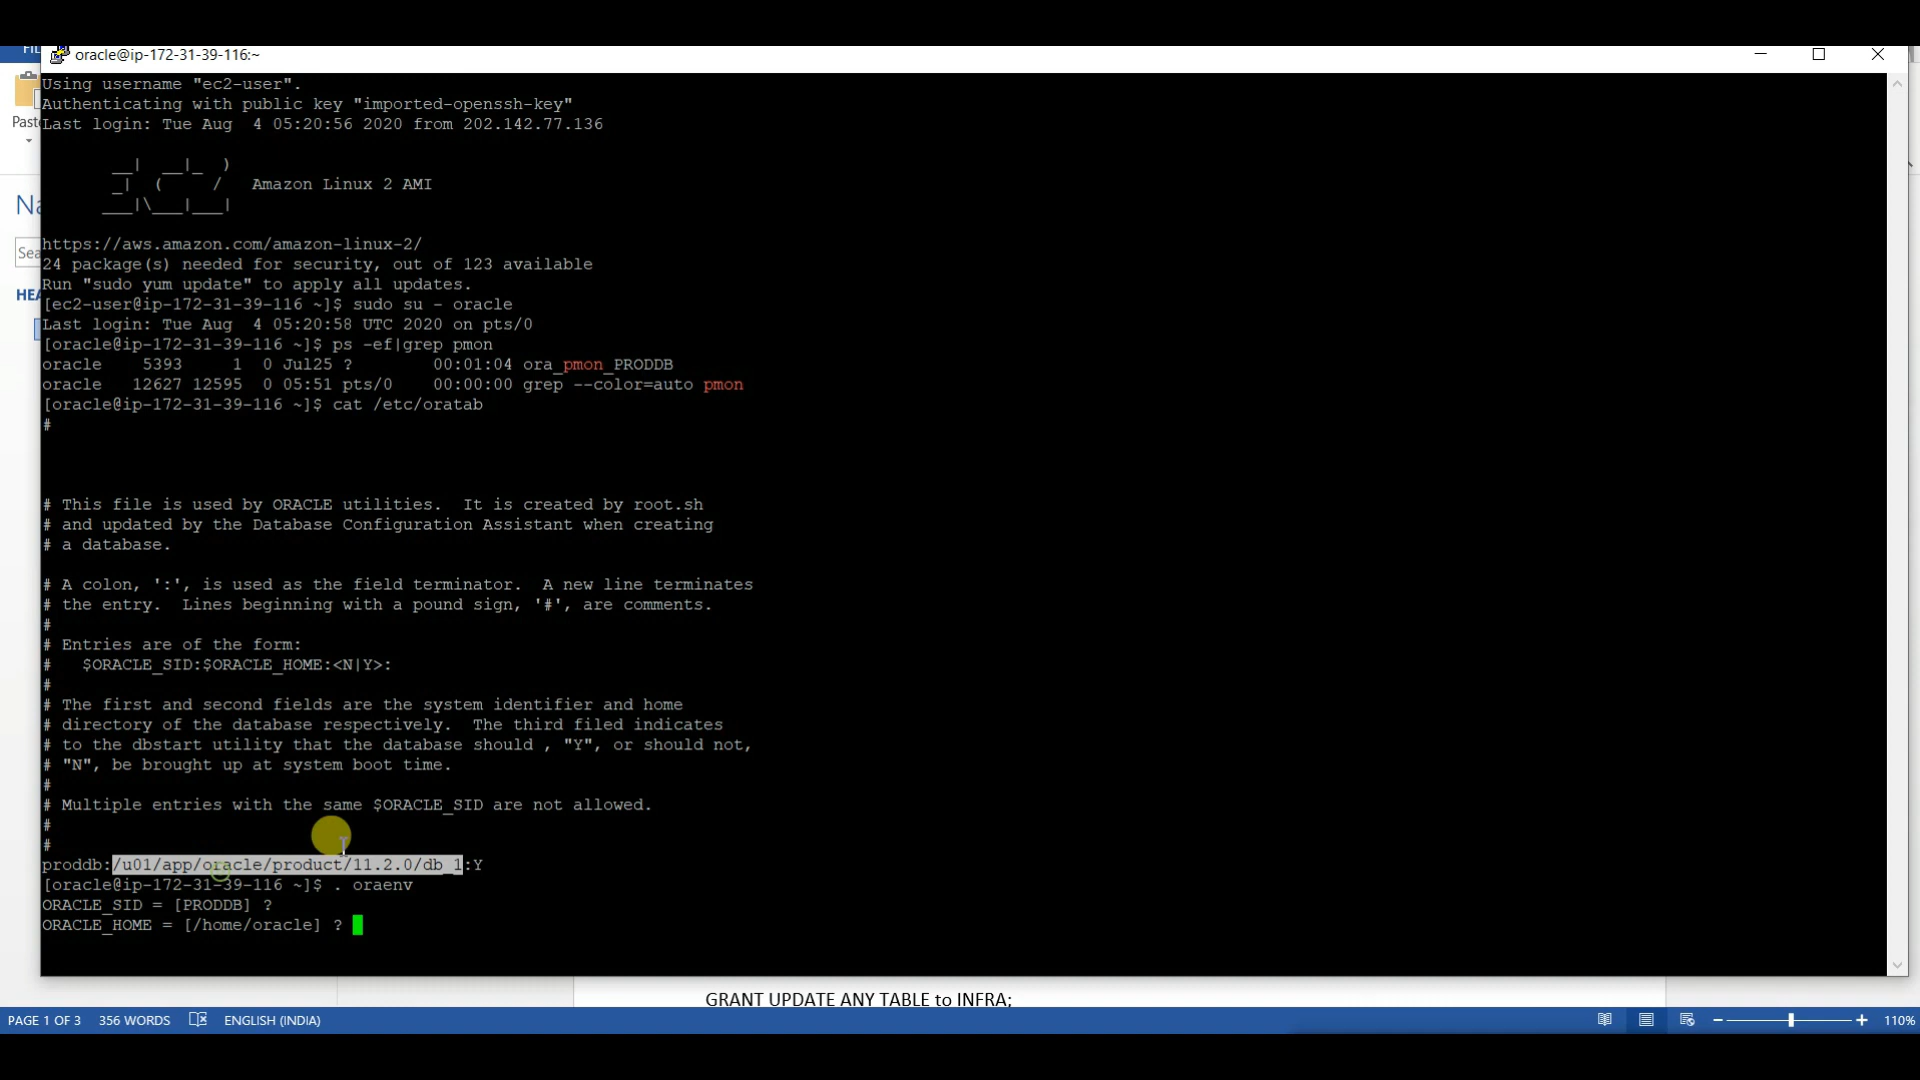 FIL
oracle@ip-172-31-39-116:~
Paste
Na
Sea
HEA
Using username "ec2-user".
Authenticating with public key "imported-openssh-key"
Last login: Tue Aug  4 05:20:56 2020 from 202.142.77.136
__|  __|_  )
_|  (     /   Amazon Linux 2 AMI
___|\___|___|
https://aws.amazon.com/amazon-linux-2/
24 package(s) needed for security, out of 123 available
Run "sudo yum update" to apply all updates.
[ec2-user@ip-172-31-39-116 ~]$ sudo su - oracle
Last login: Tue Aug  4 05:20:58 UTC 2020 on pts/0
[oracle@ip-172-31-39-116 ~]$ ps -ef|grep pmon
oracle    5393     1  0 Jul25 ?        00:01:04 ora_pmon_PRODDB
oracle   12627 12595  0 05:51 pts/0    00:00:00 grep --color=auto pmon
[oracle@ip-172-31-39-116 ~]$ cat /etc/oratab
#
# This file is used by ORACLE utilities.  It is created by root.sh
# and updated by the Database Configuration Assistant when creating
# a database.
# A colon, ':', is used as the field terminator.  A new line terminates
# the entry.  Lines beginning with a pound sign, '#', are comments.
#
# Entries are of the form:
#   $ORACLE_SID:$ORACLE_HOME:<N|Y>:
#
# The first and second fields are the system identifier and home
# directory of the database respectively.  The third filed indicates
# to the dbstart utility that the database should , "Y", or should not,
# "N", be brought up at system boot time.
#
# Multiple entries with the same $ORACLE_SID are not allowed.
#
#
proddb:/u01/app/oracle/product/11.2.0/db_1:Y
[oracle@ip-172-31-39-116 ~]$ . oraenv
ORACLE_SID = [PRODDB] ?
ORACLE_HOME = [/home/oracle] ?
GRANT UPDATE ANY TABLE to INFRA;
PAGE 1 OF 3 356 WORDS ENGLISH (INDIA) 110%